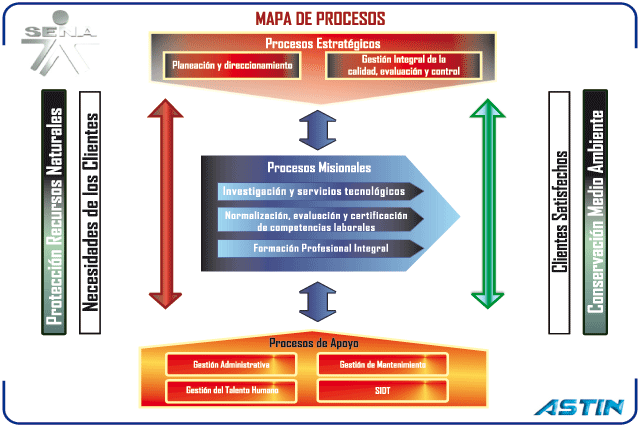 SENA
MAPA DE PROCESOS
Procesos Estratégicos
Planeación y direccionamiento
Gestión Integral de la
calidad, evaluación y control
Protección Recursos Naturales
Necesidades de los Clientes
Procesos Misionales
Investigación y servicios tecnológicos
Normalización, evaluación y certificación
de competencias laborales
Formación Profesional Integral
Clientes Satisfechos
Conservación Medio Ambiente
Procesos de Apoyo
Gestión Administrativa
Gestión de Mantenimiento
Gestión del Talento Humano
SIDT
ASTIN